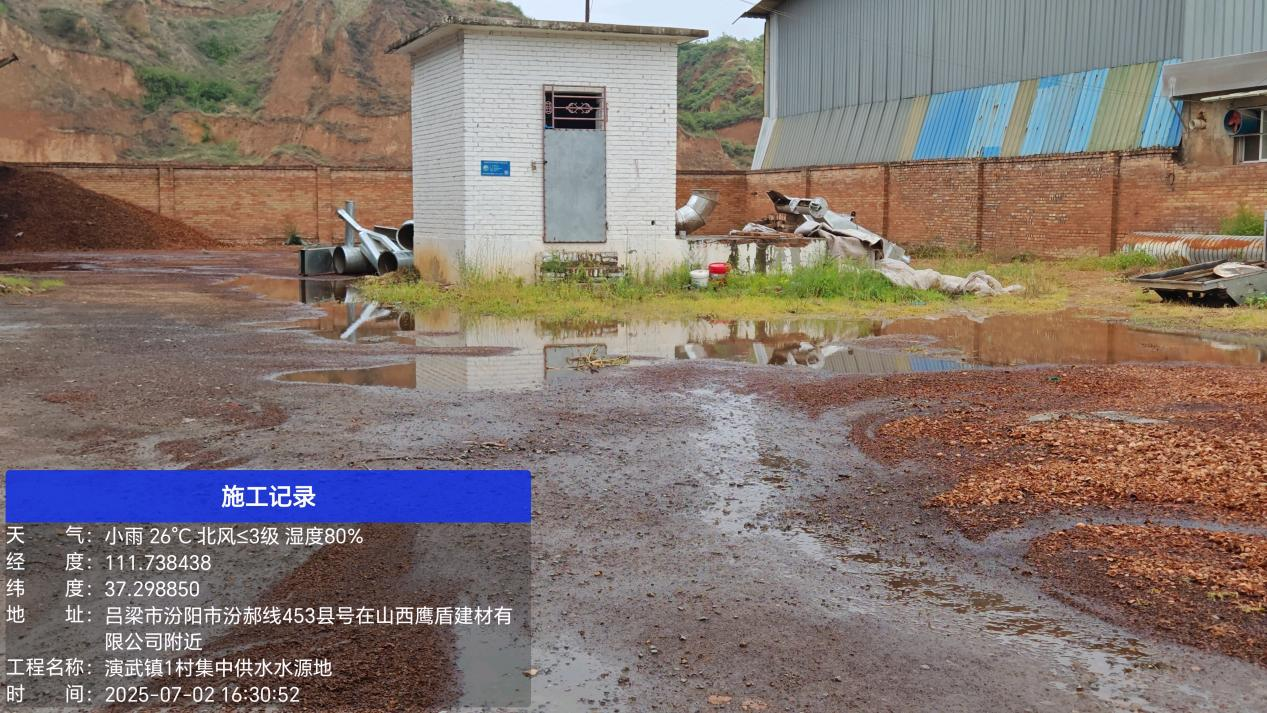 施工记录
天 气：小雨 26℃ 北风≤3级 湿度80%
经 度：111.738438
纬 度：37.298850
地 址：吕梁市汾阳市汾郝线453县号在山西鹰盾建材有
限公司附近
工程名称：演武镇1村集中供水水源地
时 间：2025-07-02 16:30:52